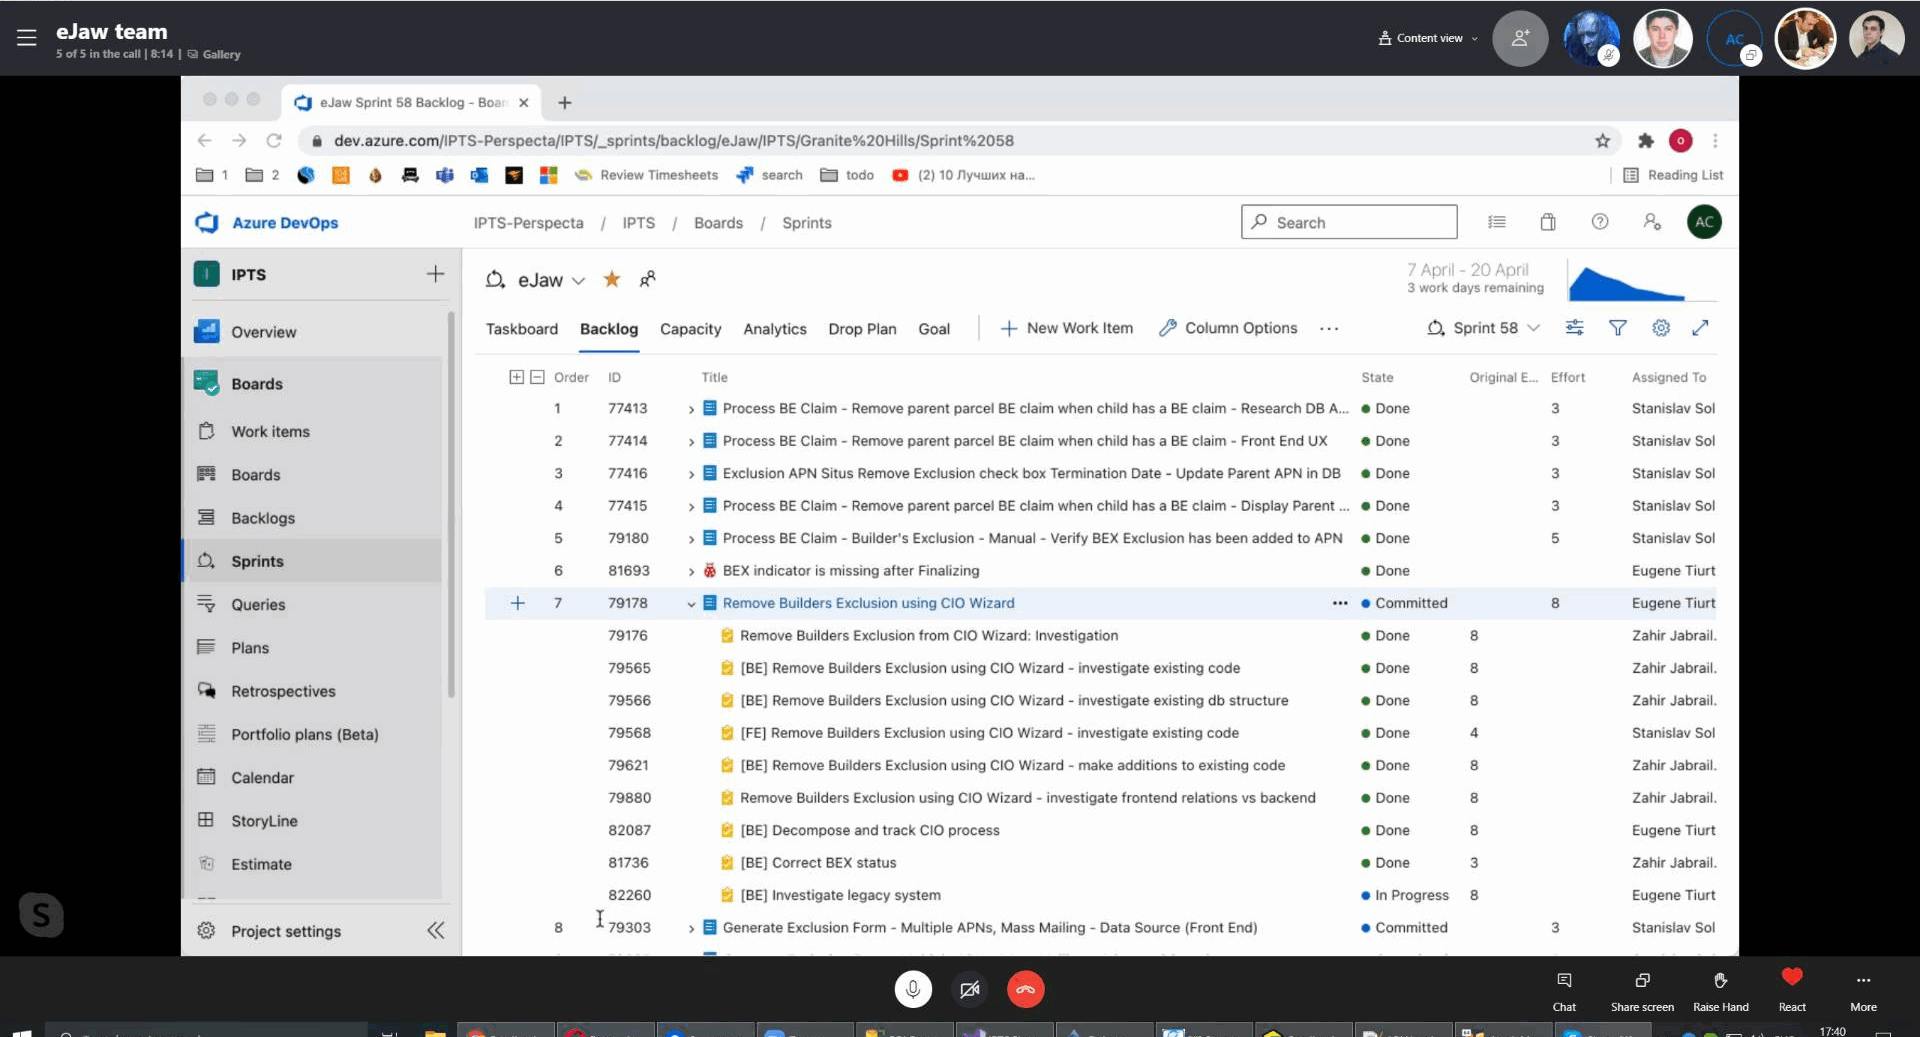 eJaw team
5 of 5 in the call | 8:14 | Gallery
Content view
AC
eJaw Sprint 58 Backlog - Boar
dev.azure.com/IPTS-Perspecta/IPTS/_sprints/backlog/eJaw/IPTS/Granite%20Hills/Sprint%2058
O
1
2
104
Review Timesheets
search
todo
(2) 10 Лучших на...
Reading List
Azure DevOps
IPTS-Perspecta / IPTS / Boards / Sprints
Search
AC
I IPTS
Overview
Boards
Work items
Boards
Backlogs
Sprints
Queries
Plans
Retrospectives
Portfolio plans (Beta)
Calendar
StoryLine
Estimate
Project settings
eJaw
7 April - 20 April
3 work days remaining
Taskboard Backlog Capacity Analytics Drop Plan Goal New Work Item Column Options ... Sprint 58
Order ID Title State Original E... Effort Assigned To
1 77413 Process BE Claim - Remove parent parcel BE claim when child has a BE claim - Research DB A... Done 3 Stanislav Sol
2 77414 Process BE Claim - Remove parent parcel BE claim when child has a BE claim - Front End UX Done 3 Stanislav Sol
3 77416 Exclusion APN Situs Remove Exclusion check box Termination Date - Update Parent APN in DB Done 3 Stanislav Sol
4 77415 Process BE Claim - Remove parent parcel BE claim when child has a BE claim - Display Parent ... Done 3 Stanislav Sol
5 79180 Process BE Claim - Builder's Exclusion - Manual - Verify BEX Exclusion has been added to APN Done 5 Stanislav Sol
6 81693 BEX indicator is missing after Finalizing Done Eugene Tiurt
7 79178 Remove Builders Exclusion using CIO Wizard ... Committed 8 Eugene Tiurt
79176 Remove Builders Exclusion from CIO Wizard: Investigation Done 8 Zahir Jabrail.
79565 [BE] Remove Builders Exclusion using CIO Wizard - investigate existing code Done 8 Zahir Jabrail.
79566 [BE] Remove Builders Exclusion using CIO Wizard - investigate existing db structure Done 8 Zahir Jabrail.
79568 [FE] Remove Builders Exclusion using CIO Wizard - investigate existing code Done 4 Stanislav Sol
79621 [BE] Remove Builders Exclusion using CIO Wizard - make additions to existing code Done 8 Zahir Jabrail.
79880 Remove Builders Exclusion using CIO Wizard - investigate frontend relations vs backend Done 8 Zahir Jabrail.
82087 [BE] Decompose and track CIO process Done 8 Eugene Tiurt
81736 [BE] Correct BEX status Done 3 Zahir Jabrail.
82260 [BE] Investigate legacy system In Progress 8 Eugene Tiurt
8 79303 Generate Exclusion Form - Multiple APNs, Mass Mailing - Data Source (Front End) Committed 3 Stanislav Sol
S
Chat Share screen Raise Hand React More
17:40